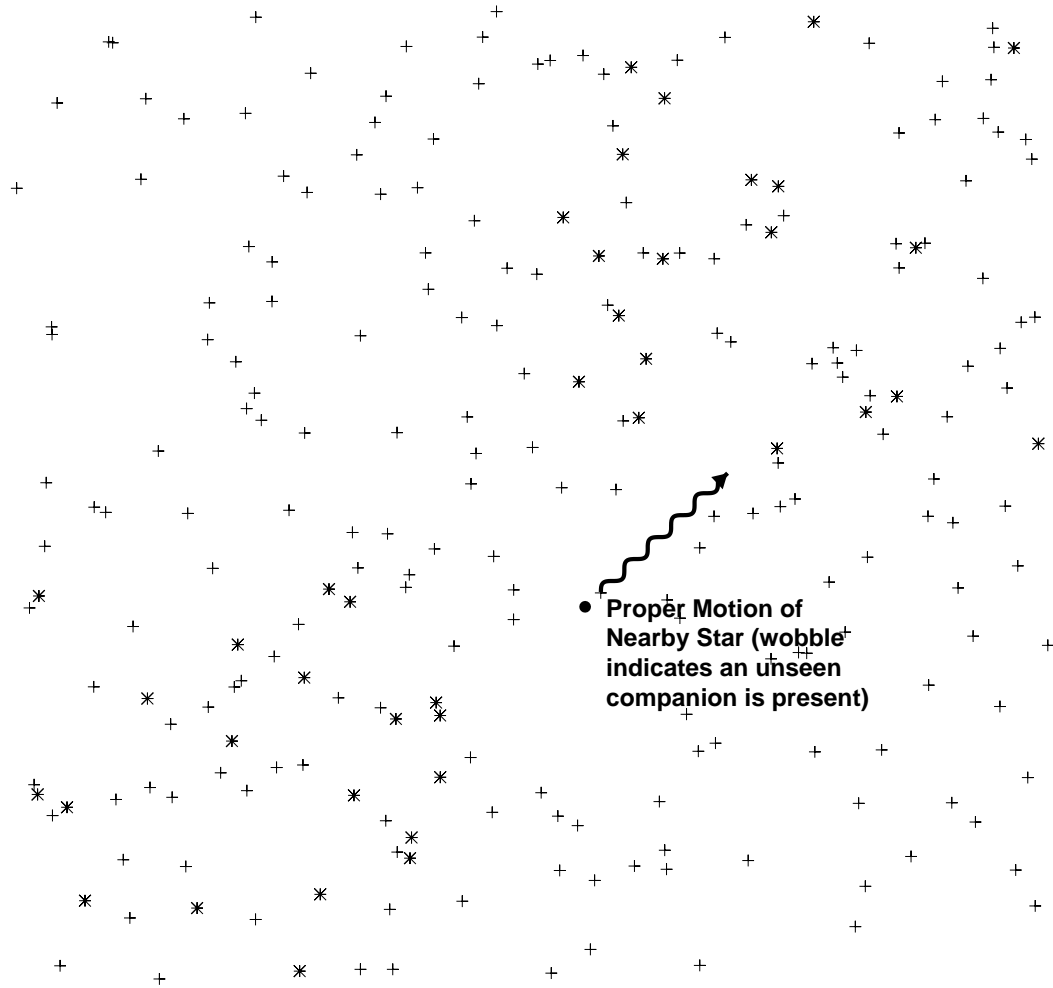 • Proper Motion of
Nearby Star (wobble
indicates an unseen
companion is present)